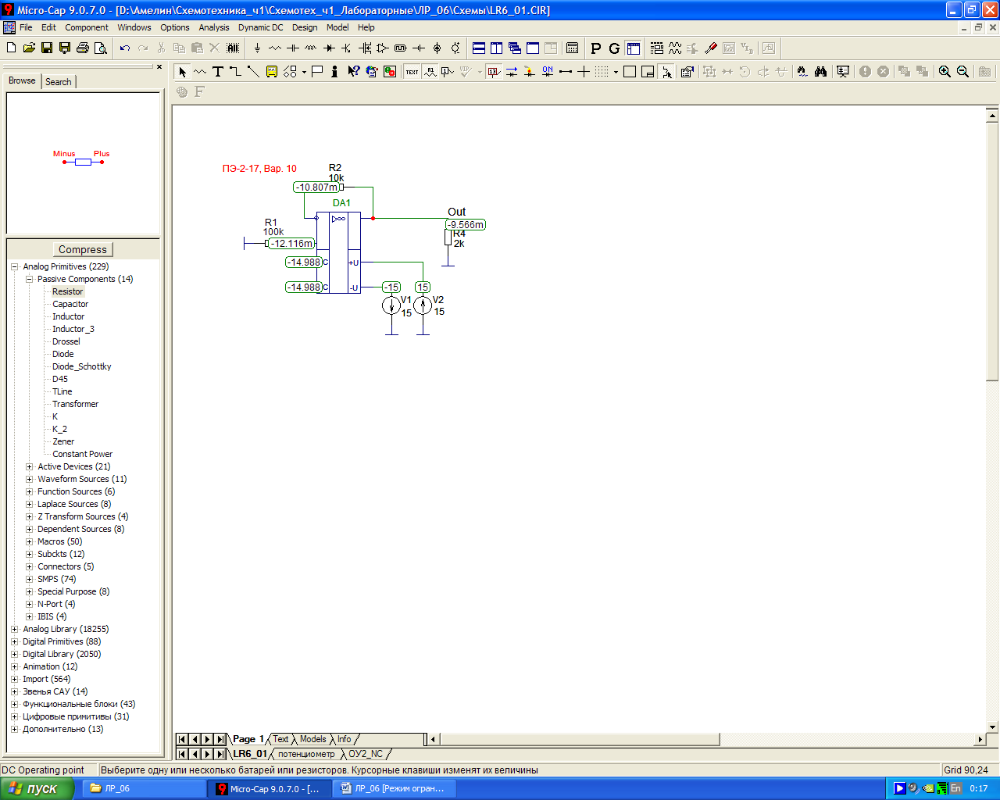 Micro-Cap 9.0.7.0 - [D:\Амелин\Схемотехника_ч1\Схемотех_ч1_Лабораторные\ЛР_06\Схемы\LR6_01.CIR]
File Edit Component Windows Options Analysis Dynamic DC Design Model Help
Browse Search
Minus Plus
Compress
Analog Primitives (229)
Passive Components (14)
Resistor
Capacitor
Inductor
Inductor_3
Drossel
Diode
Diode_Schottky
D45
TLine
Transformer
K
K_2
Zener
Constant Power
Active Devices (21)
Waveform Sources (11)
Function Sources (6)
Laplace Sources (8)
Z Transform Sources (4)
Dependent Sources (8)
Macros (50)
Subckts (12)
Connectors (5)
SMPS (74)
Special Purpose (8)
N-Port (4)
IBIS (4)
Analog Library (18255)
Digital Primitives (88)
Digital Library (2050)
Animation (12)
Import (564)
Звенья САУ (14)
Функциональные блоки (43)
Цифровые примитивы (31)
Дополнительно (13)
ПЭ-2-17, Вар. 10
R2
10k
-10.807m
DA1
Out
-9.566m
R4
2k
R1
100k
-12.116m
-14.988 C +U
-14.988 C -U
-15 15
V1 V2
15 15
Page 1 Text Models Info
LR6_01 потенциометр ОУ2_NC
DC Operating point Выберите одну или несколько батарей или резисторов. Курсорные клавиши изменят их величины Grid 90,24
пуск ЛР_06 Micro-Cap 9.0.7.0 - [... ЛР_06 [Режим огран... En 0:17